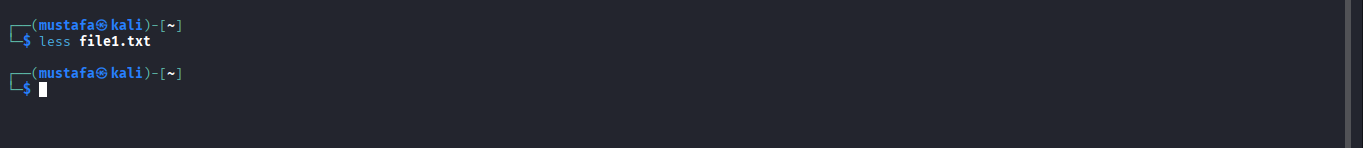 ┌──(mustafa㉿kali)-[~]
└─$ less file1.txt
┌──(mustafa㉿kali)-[~]
└─$